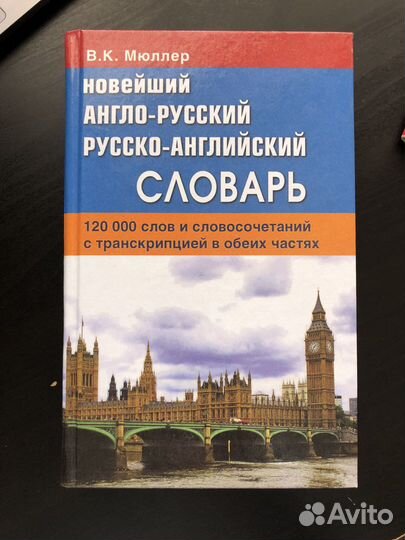 В.К. Мюллер
новейший
АНГЛО-РУССКИЙ
РУССКО-АНГЛИЙСКИЙ
СЛОВАРЬ
120 000 слов и словосочетаний
с транскрипцией в обеих частях
Avito